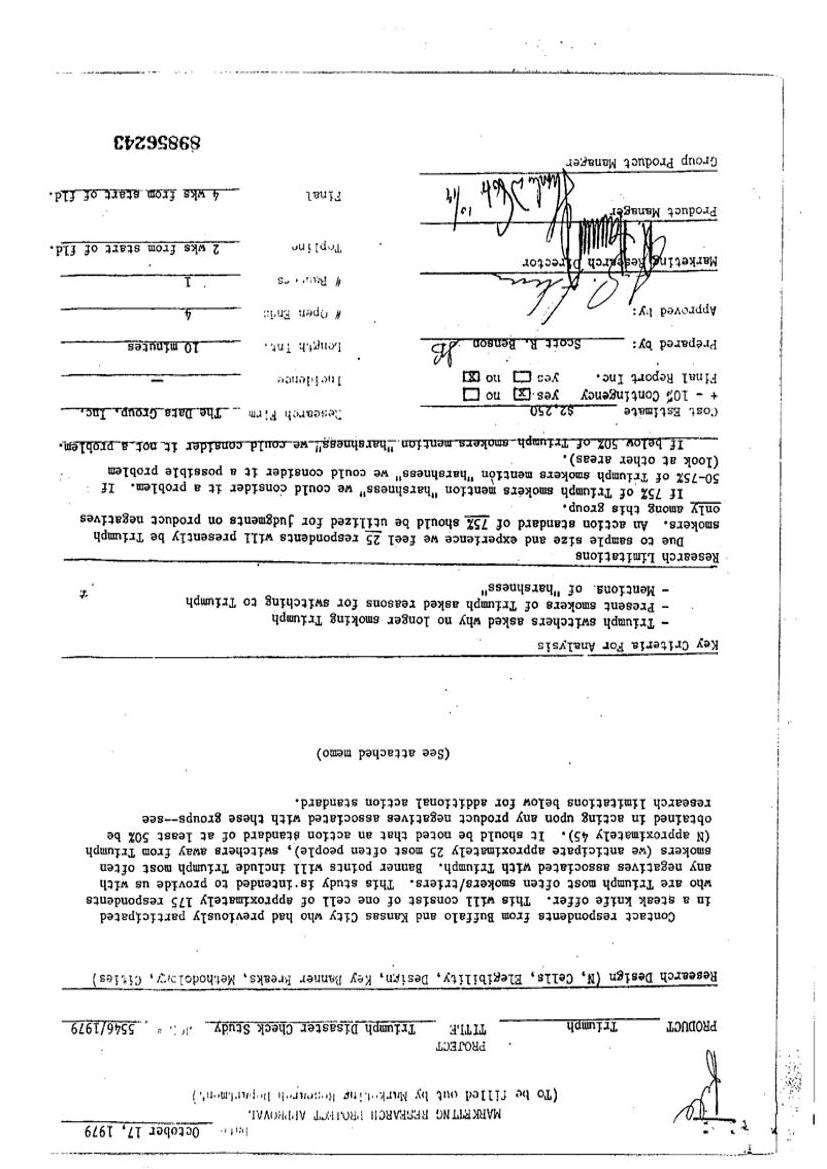 October 17, 1979
MARKETING RESEARCH PROJECT APPROVAL
(To be filled out by Marketing Research Department.)
PROJECT
PRODUCT Triumph TITLE Triumph Disaster Check Study 5546/1979
Research Design (N, Cells, Elegibility, Design, Key Banner Breaks, Methodology, Cities)
Contact respondents from Buffalo and Kansas City who had previously participated
in a steak knife offer. This will consist of one cell of approximately 175 respondents
who are Triumph most often smokers/triers. This study is intended to provide us with
any negatives associated with Triumph. Banner points will include Triumph most often
smokers (we anticipate approximately 25 most often people), switchers away from Triumph
(N approximately 45). It should be noted that an action standard of at least 50% be
obtained in acting upon any product negatives associated with these groups--see
research limitations below for additional action standard.
(See attached memo)
Key Criteria For Analysis
- Triumph switchers asked why no longer smoking Triumph
- Present smokers of Triumph asked reasons for switching to Triumph
- Mentions of "harshness"
Research Limitations
Due to sample size and experience we feel 25 respondents will presently be Triumph
smokers. An action standard of 75% should be utilized for judgments on product negatives
only among this group.
If 75% of Triumph smokers mention "harshness" we could consider it a problem. If
50-75% of Triumph smokers mention "harshness" we could consider it a possible problem
(look at other areas).
If below 50% of Triumph smokers mention "harshness" we could consider it not a problem.
Cost Estimate $2,250 Research Firm The Data Group, Inc.
+ - 10% Contingency yes [x] no [ ]
Final Report Inc. yes [ ] no [x] Incidence —
Prepared by: Scott R. Benson Length Int. 10 minutes
Approved by: # Open Ends 4
# 1
Marketing Research Director Topline 2 wks from start of fld.
Product Manager 10/17 Final 4 wks from start of fld.
Group Product Manager
89856243